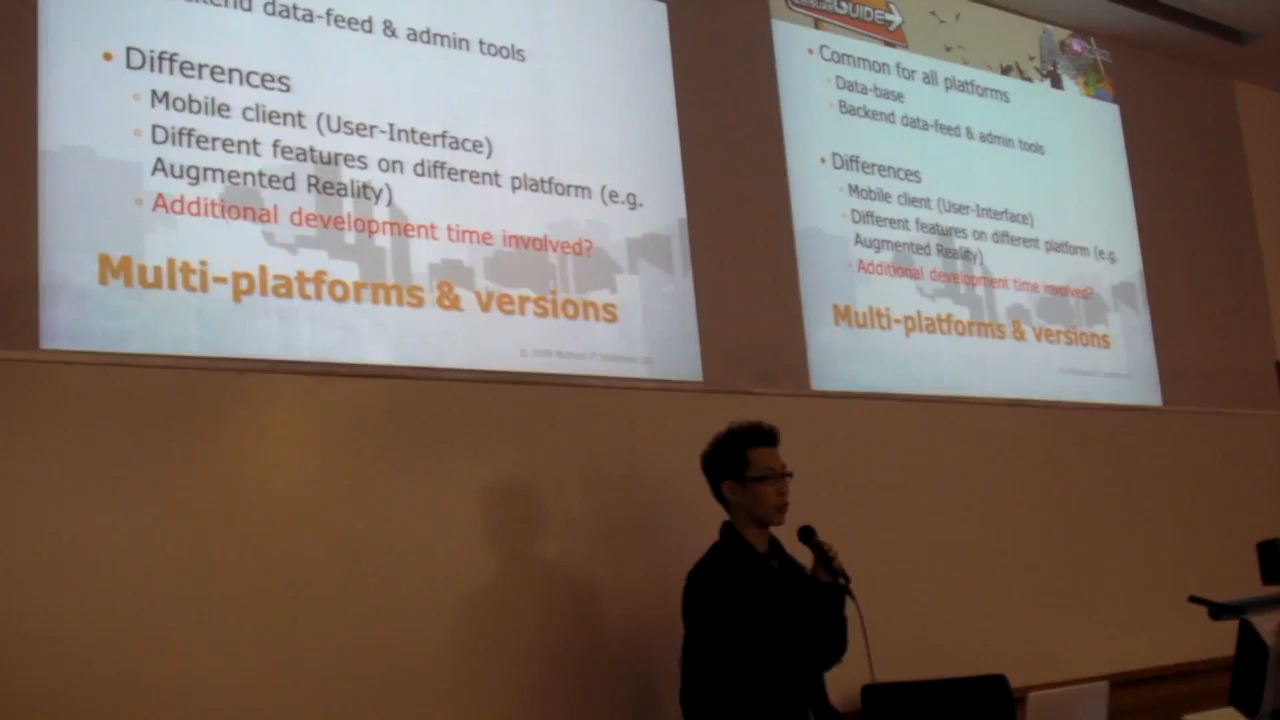 data-feed & admin tools
• Differences
◦ Mobile client (User-Interface)
◦ Different features on different platform (e.g.
Augmented Reality)
◦ Additional development time involved?
Multi-platforms & versions
GUIDE
• Common for all platforms
◦ Data-base
◦ Backend data-feed & admin tools
• Differences
◦ Mobile client (User-Interface)
◦ Different features on different platform (e.g.
Augmented Reality)
◦ Additional development time involved?
Multi-platforms & versions